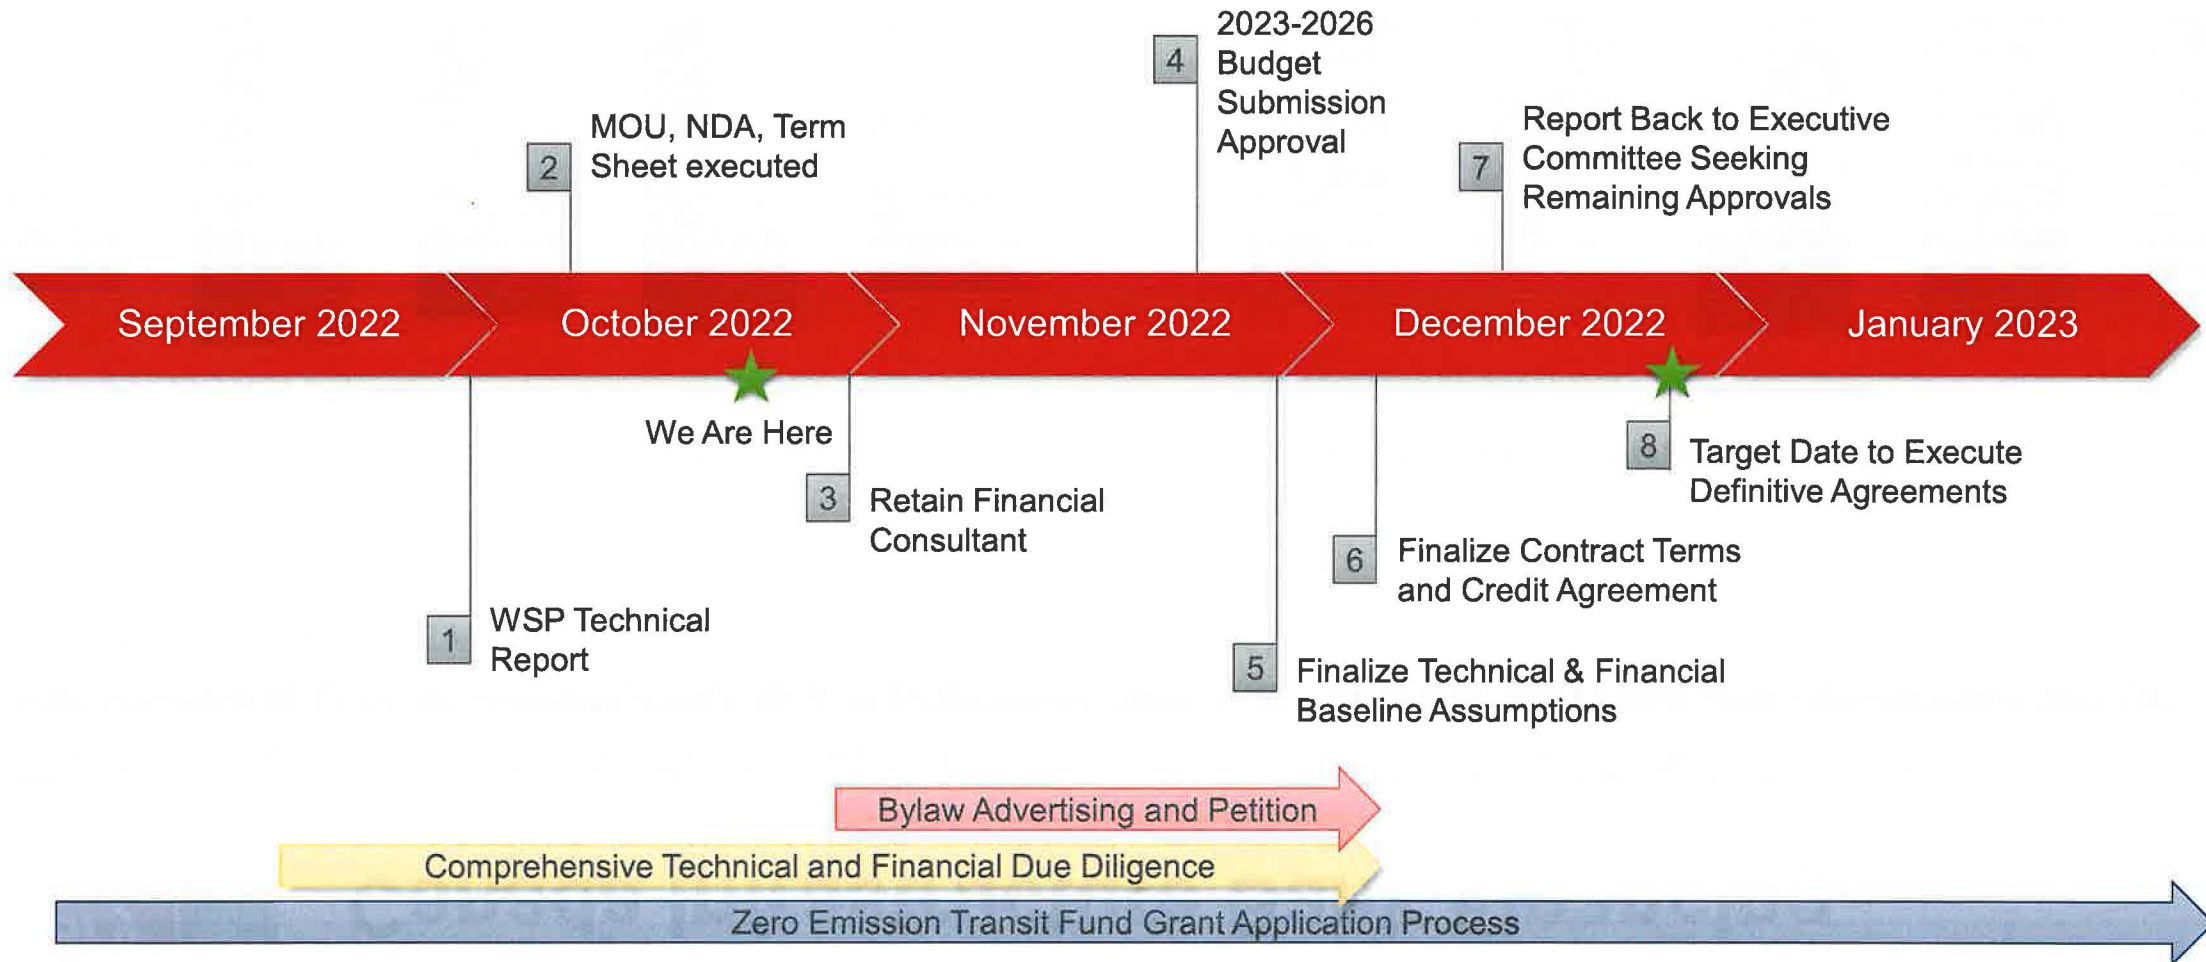 4
2023-2026
Budget
Submission
Approval
2
MOU, NDA, Term
Sheet executed
7
Report Back to Executive
Committee Seeking
Remaining Approvals
September 2022
October 2022
November 2022
December 2022
January 2023
We Are Here
3
Retain Financial
Consultant
8
Target Date to Execute
Definitive Agreements
6
Finalize Contract Terms
and Credit Agreement
1
WSP Technical
Report
5
Finalize Technical & Financial
Baseline Assumptions
Bylaw Advertising and Petition
Comprehensive Technical and Financial Due Diligence
Zero Emission Transit Fund Grant Application Process